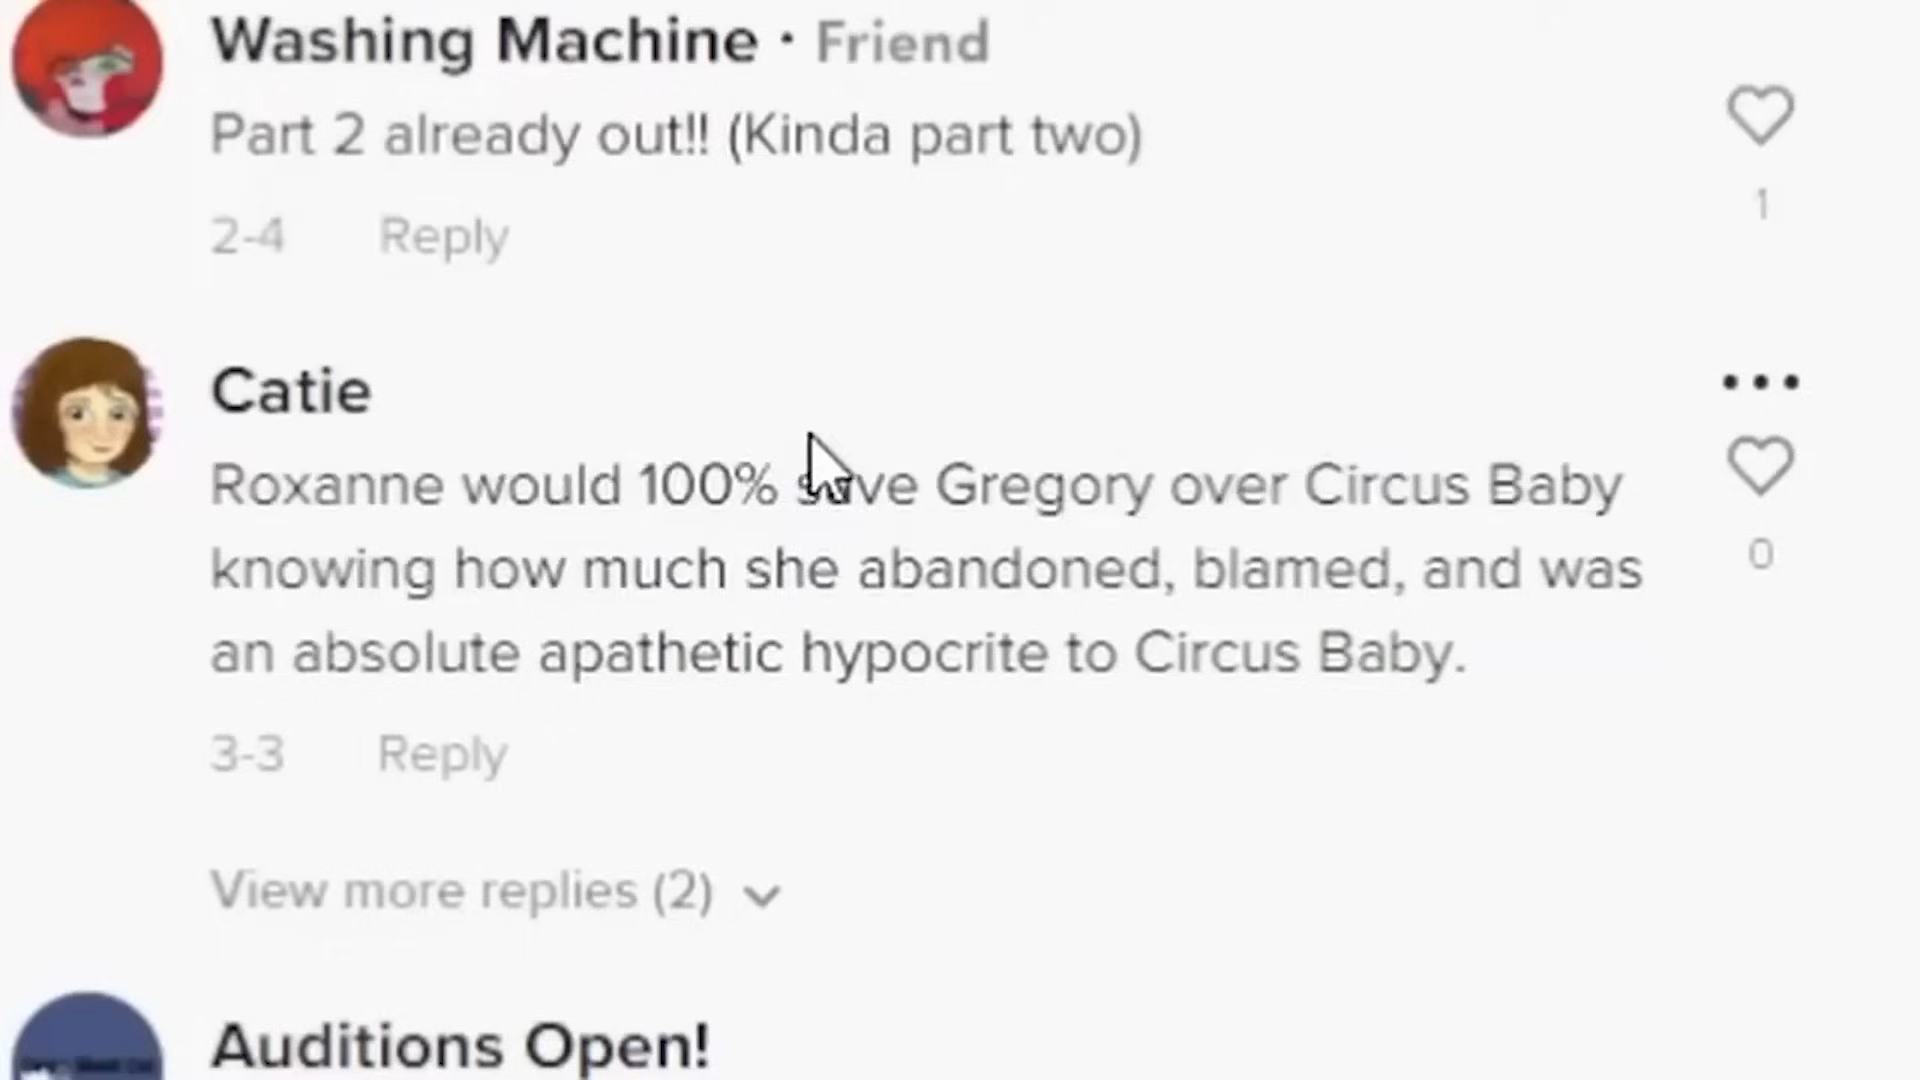 Washing Machine · Friend
Part 2 already out!! (Kinda part two)
1
2-4 Reply
Catie
Roxanne would 100% save Gregory over Circus Baby
knowing how much she abandoned, blamed, and was
0
an absolute apathetic hypocrite to Circus Baby.
3-3 Reply
View more replies (2)
Auditions Open!